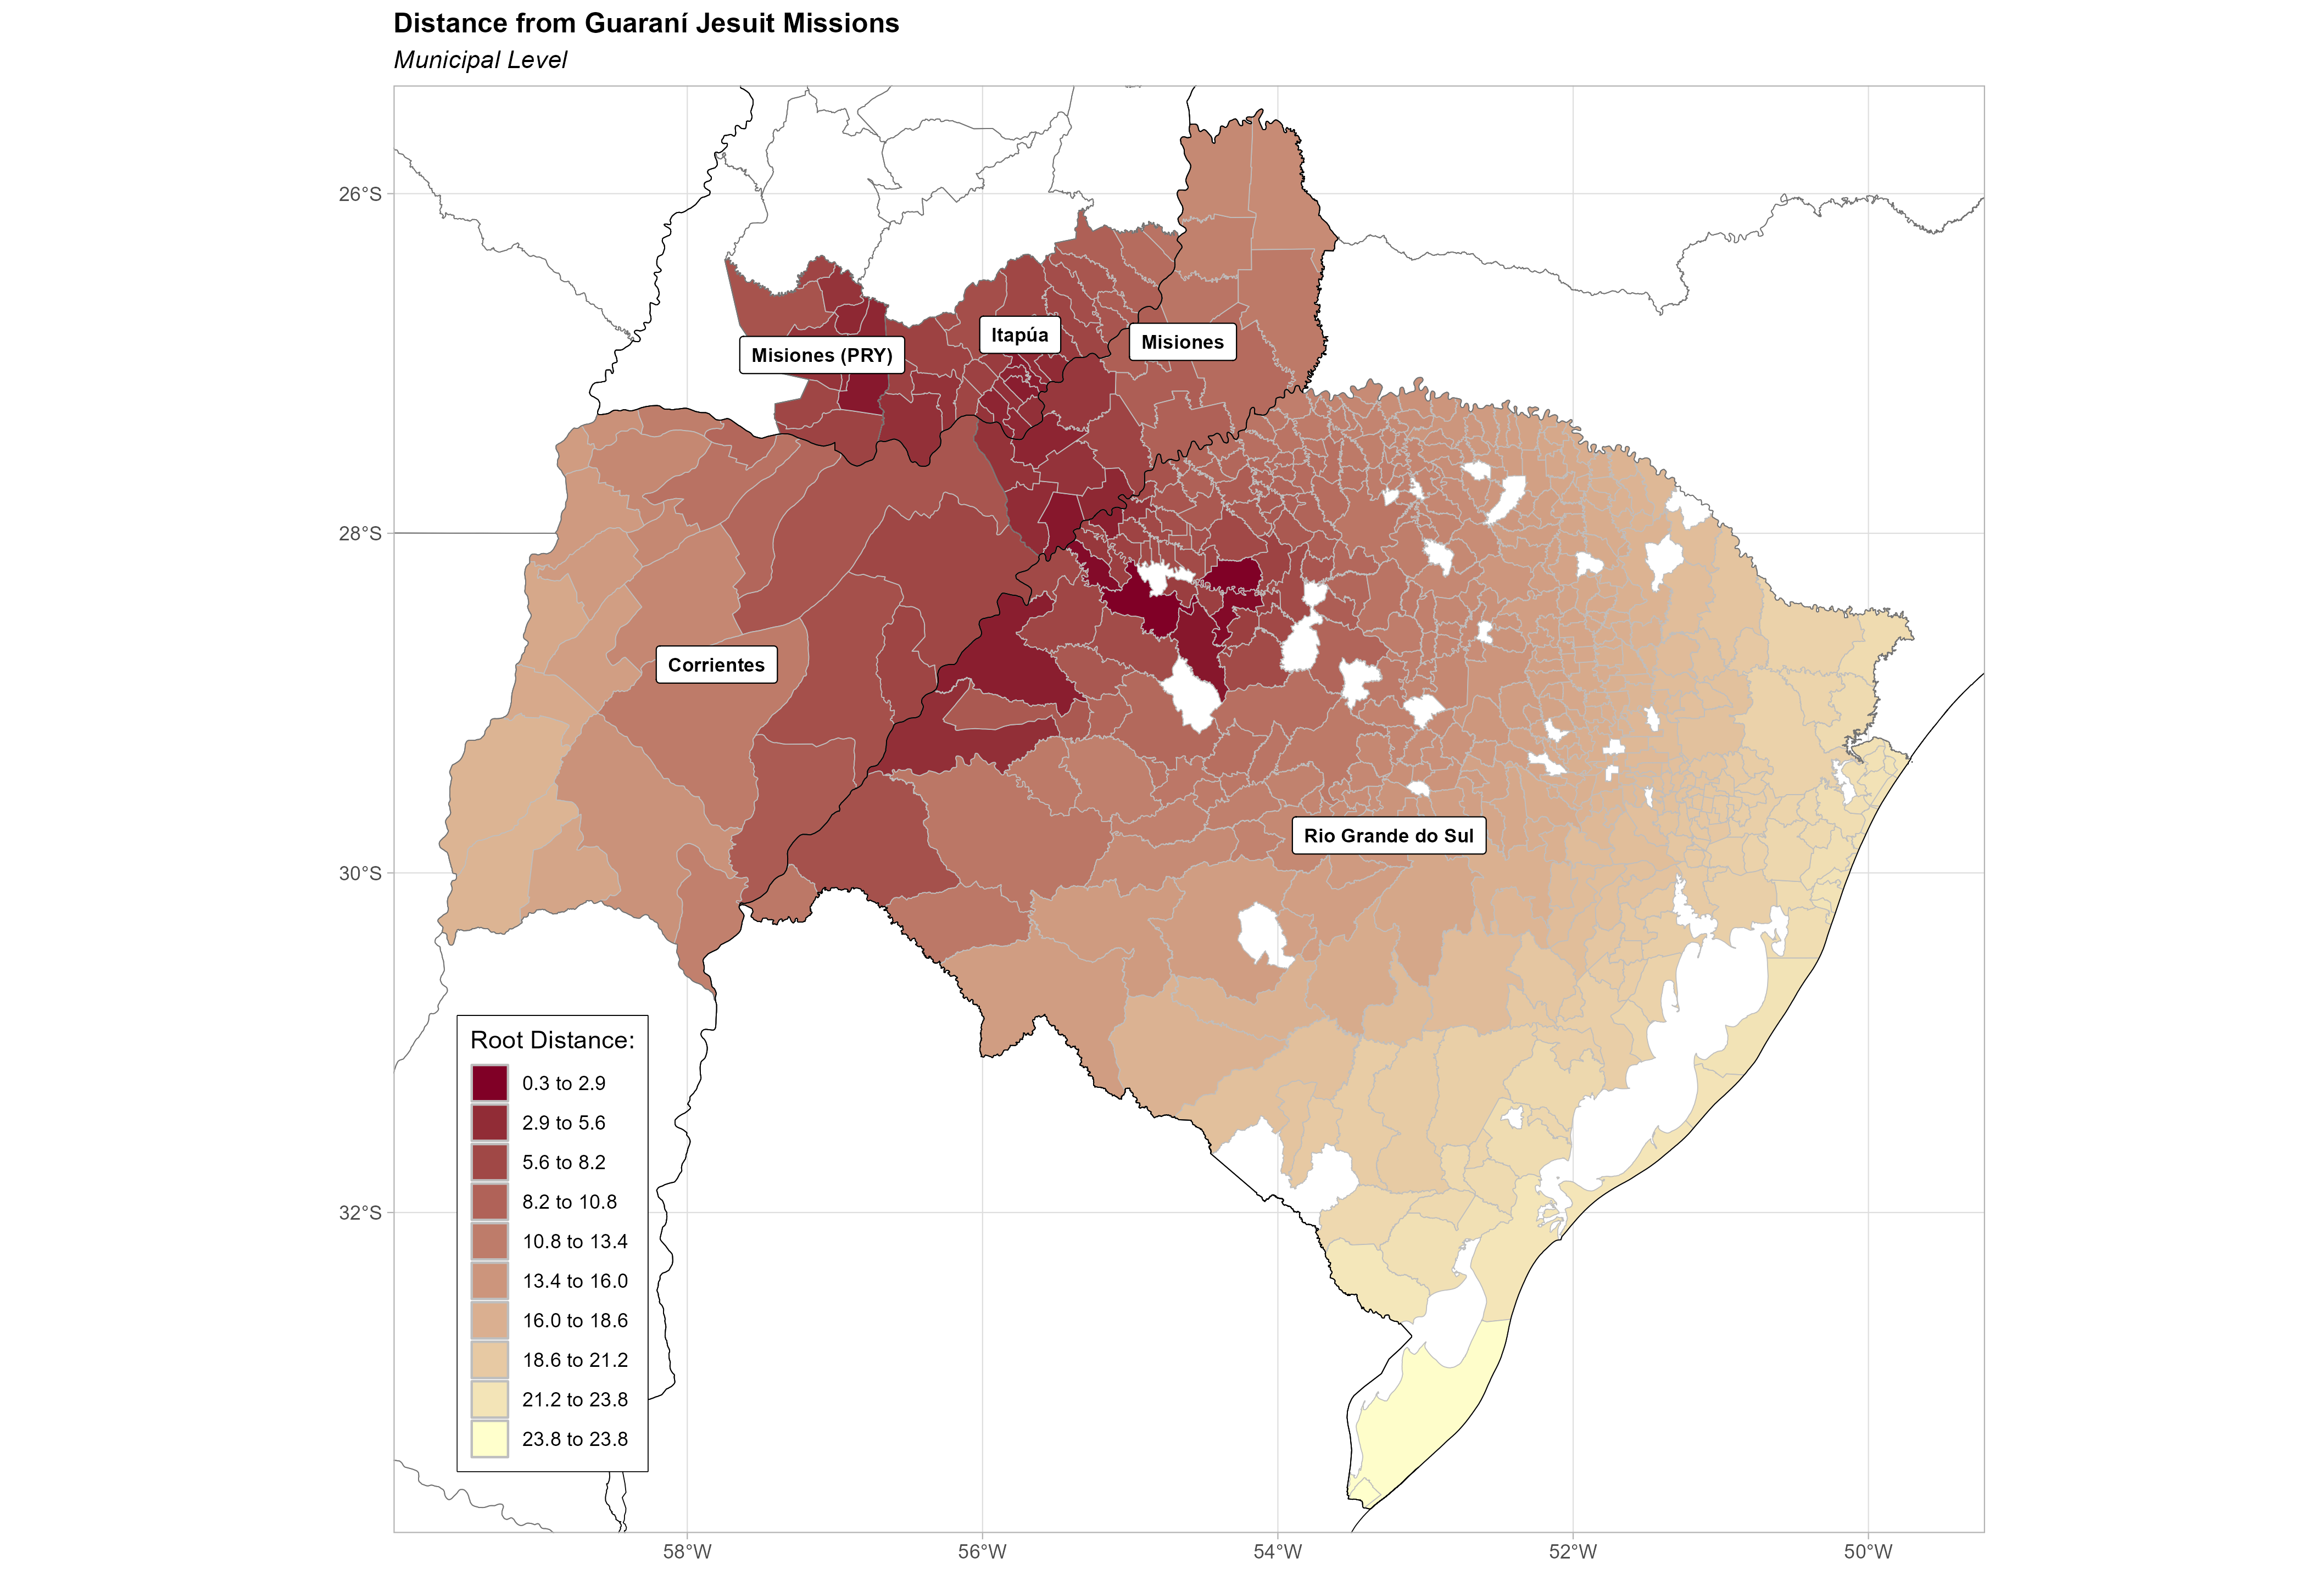 Distance from Guaraní Jesuit Missions
Municipal Level
26°S
28°S
30°S
32°S
Itapúa
Misiones
Misiones (PRY)
Corrientes
Rio Grande do Sul
Root Distance:
0.3 to 2.9
2.9 to 5.6
5.6 to 8.2
8.2 to 10.8
10.8 to 13.4
13.4 to 16.0
16.0 to 18.6
18.6 to 21.2
21.2 to 23.8
23.8 to 23.8
58°W
56°W
54°W
52°W
50°W